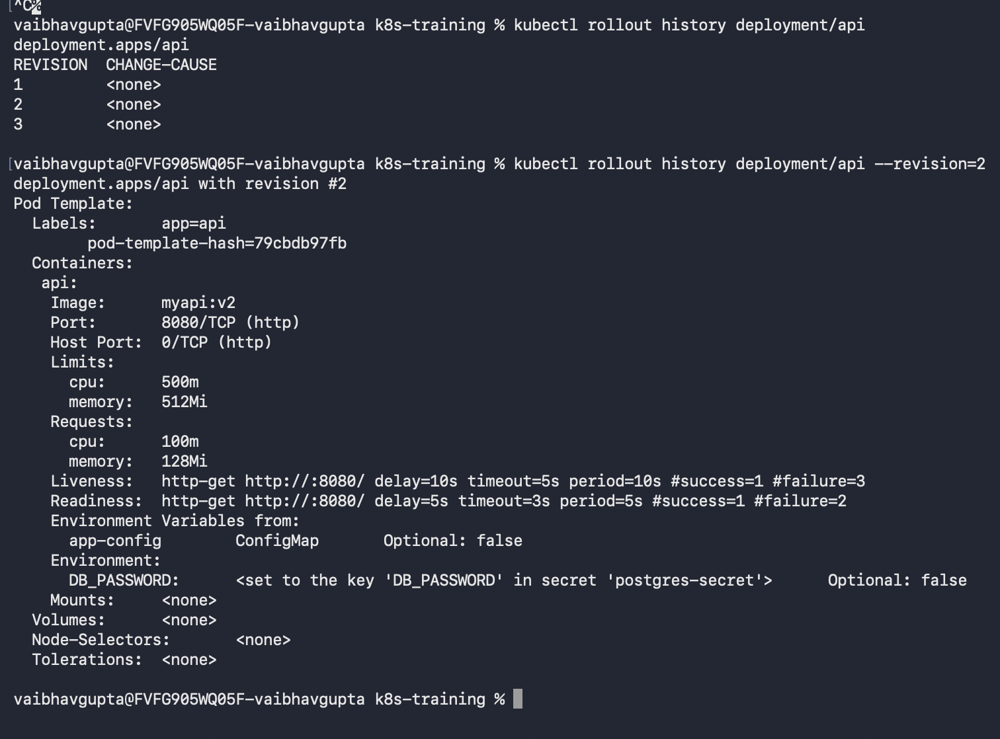 ^C%
vaibhavgupta@FVFG905WQ05F-vaibhavgupta k8s-training % kubectl rollout history deployment/api
deployment.apps/api
REVISION  CHANGE-CAUSE
1         <none>
2         <none>
3         <none>

[vaibhavgupta@FVFG905WQ05F-vaibhavgupta k8s-training % kubectl rollout history deployment/api --revision=2
deployment.apps/api with revision #2
Pod Template:
  Labels:       app=api
        pod-template-hash=79cbdb97fb
  Containers:
   api:
    Image:      myapi:v2
    Port:       8080/TCP (http)
    Host Port:  0/TCP (http)
    Limits:
      cpu:      500m
      memory:   512Mi
    Requests:
      cpu:      100m
      memory:   128Mi
    Liveness:   http-get http://:8080/ delay=10s timeout=5s period=10s #success=1 #failure=3
    Readiness:  http-get http://:8080/ delay=5s timeout=3s period=5s #success=1 #failure=2
    Environment Variables from:
      app-config        ConfigMap       Optional: false
    Environment:
      DB_PASSWORD:      <set to the key 'DB_PASSWORD' in secret 'postgres-secret'>      Optional: false
    Mounts:     <none>
  Volumes:      <none>
  Node-Selectors:       <none>
  Tolerations:  <none>

vaibhavgupta@FVFG905WQ05F-vaibhavgupta k8s-training %